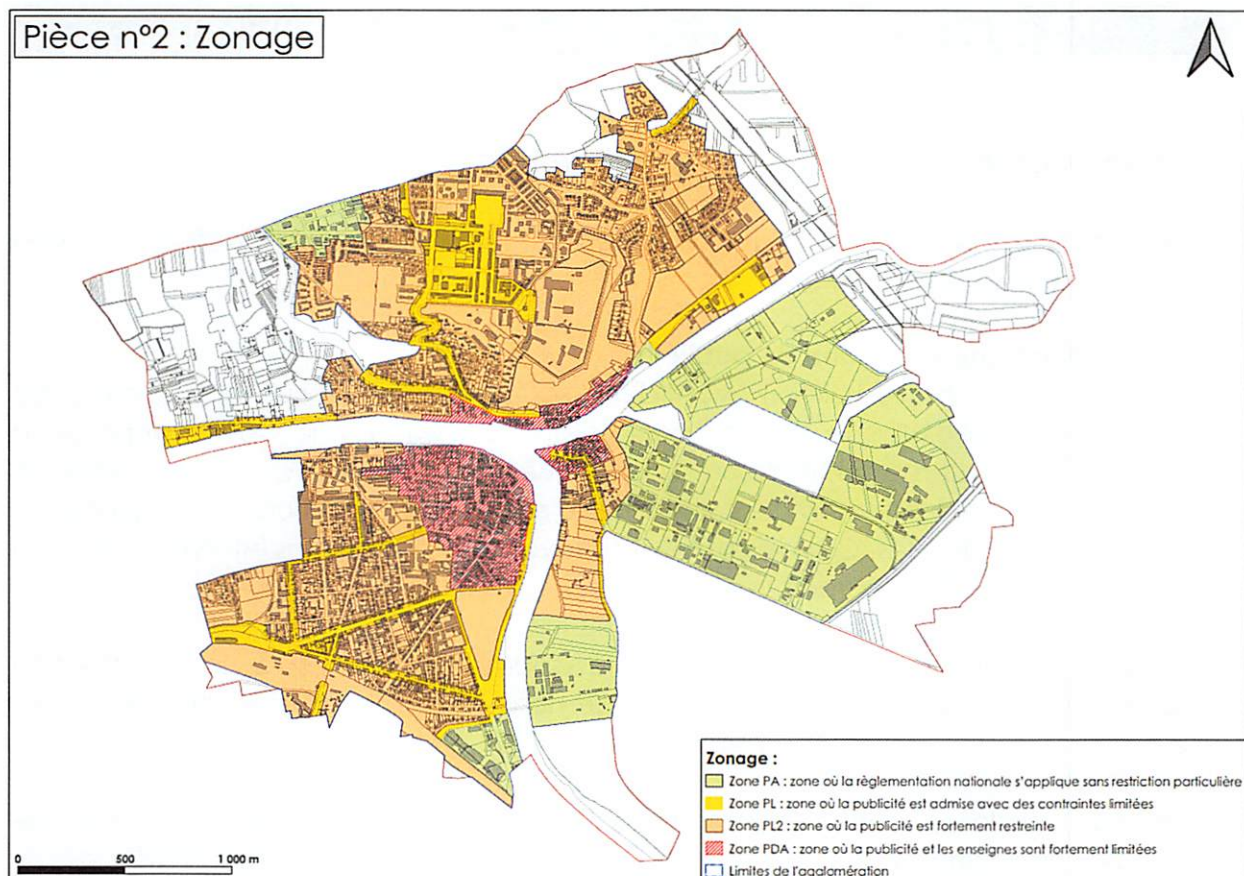 Pièce n°2 : Zonage
Zonage :
Zone PA : zone où la règlementation nationale s'applique sans restriction particulière
Zone PL : zone où la publicité est admise avec des contraintes limitées
Zone PL2 : zone où la publicité est fortement restreinte
Zone PDA : zone où la publicité et les enseignes sont fortement limitées
Limites de l'agglomération
0 500 1 000 m